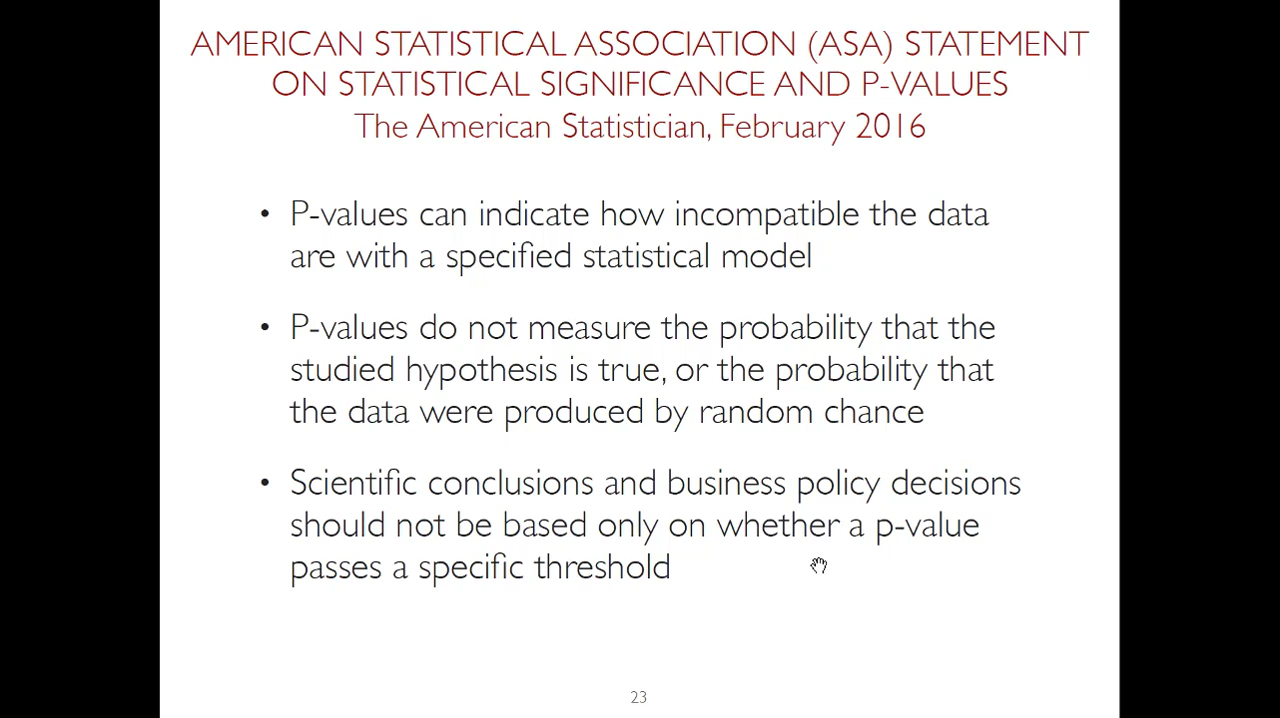 AMERICAN STATISTICAL ASSOCIATION (ASA) STATEMENT
ON STATISTICAL SIGNIFICANCE AND P-VALUES
The American Statistician, February 2016
• P-values can indicate how incompatible the data
are with a specified statistical model
• P-values do not measure the probability that the
studied hypothesis is true, or the probability that
the data were produced by random chance
• Scientific conclusions and business policy decisions
should not be based only on whether a p-value
passes a specific threshold
23